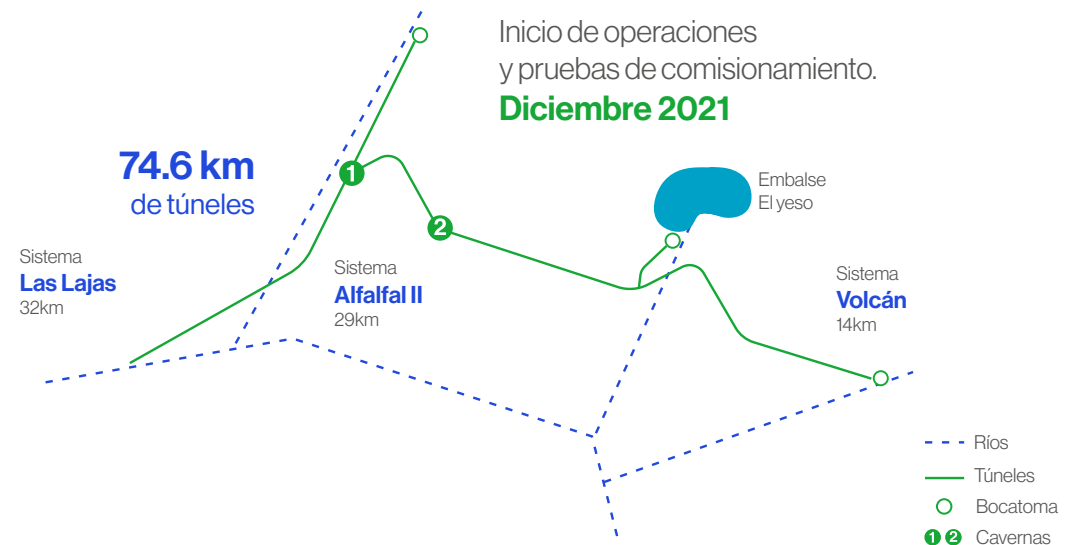 Inicio de operaciones
y pruebas de comisionamiento.
Diciembre 2021
74.6 km
de túneles
Embalse
El yeso
Sistema
Las Lajas
32km
Sistema
Alfalfal II
29km
Sistema
Volcán
14km
1
2
Ríos
Túneles
Bocatoma
1 2 Cavernas